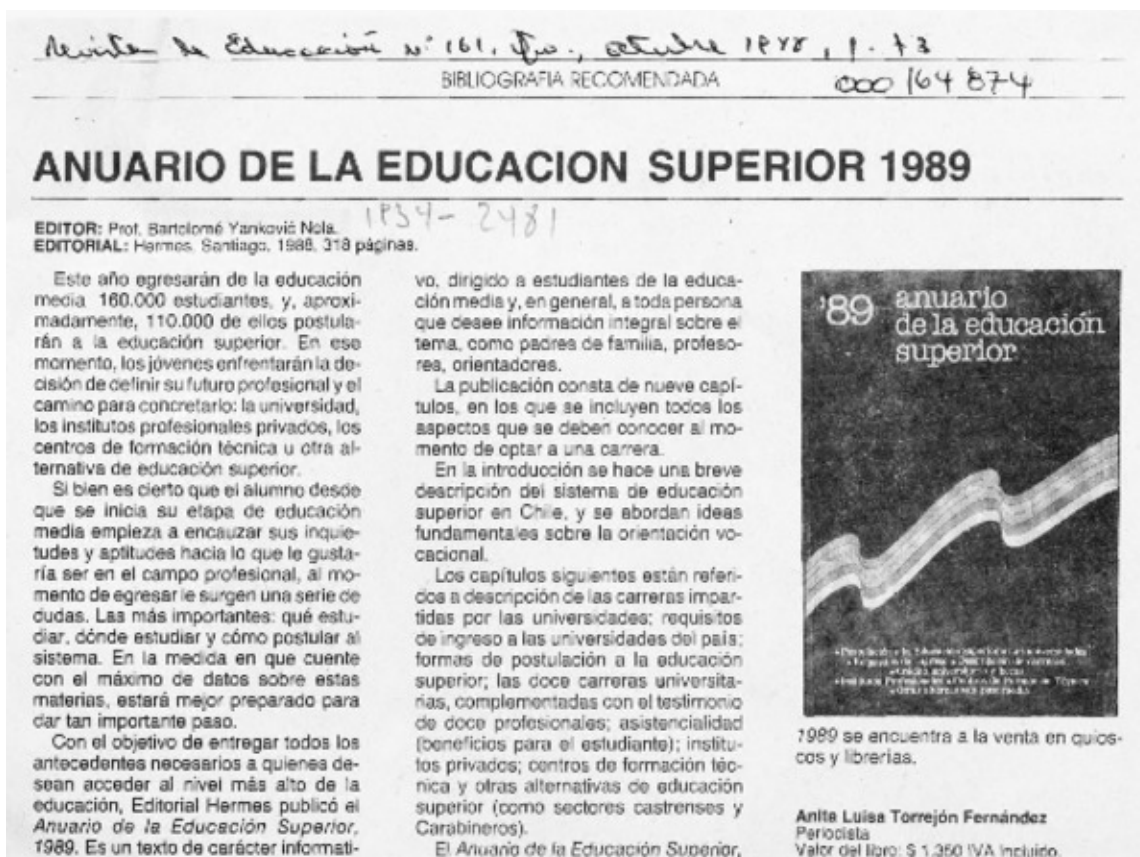 Revista de Educación Nº 161, Stgo., octubre 1988, p. 73
BIBLIOGRAFIA RECOMENDADA
000164874
ANUARIO DE LA EDUCACION SUPERIOR 1989
1934- 2481
EDITOR: Prof. Bartolomé Yanković Nola.
EDITORIAL: Hermes. Santiago, 1988, 318 páginas.
Este año egresarán de la educación
media 160.000 estudiantes, y, aproxi-
madamente, 110.000 de ellos postula-
rán a la educación superior. En ese
momento, los jóvenes enfrentarán la de-
cisión de definir su futuro profesional y el
camino para concretarlo: la universidad,
los institutos profesionales privados, los
centros de formación técnica u otra al-
ternativa de educación superior.
Si bien es cierto que el alumno desde
que se inicia su etapa de educación
media empieza a encauzar sus inquie-
tudes y aptitudes hacia lo que le gusta-
ría ser en el campo profesional, al mo-
mento de egresar le surgen una serie de
dudas. Las más importantes: qué estu-
diar, dónde estudiar y cómo postular al
sistema. En la medida en que cuente
con el máximo de datos sobre estas
materias, estará mejor preparado para
dar tan importante paso.
Con el objetivo de entregar todos los
antecedentes necesarios a quienes de-
sean acceder al nivel más alto de la
educación, Editorial Hermes publicó el
Anuario de la Educación Superior,
1989. Es un texto de carácter informati-
vo, dirigido a estudiantes de la educa-
ción media y, en general, a toda persona
que desee información integral sobre el
tema, como padres de familia, profeso-
res, orientadores.
La publicación consta de nueve capí-
tulos, en los que se incluyen todos los
aspectos que se deben conocer al mo-
mento de optar a una carrera.
En la introducción se hace una breve
descripción del sistema de educación
superior en Chile, y se abordan ideas
fundamentales sobre la orientación vo-
cacional.
Los capítulos siguientes están referi-
dos a descripción de las carreras impar-
tidas por las universidades; requisitos
de ingreso a las universidades del país;
formas de postulación a la educación
superior; las doce carreras universita-
rias, complementadas con el testimonio
de doce profesionales; asistencialidad
(beneficios para el estudiante); institu-
tos privados; centros de formación téc-
nica y otras alternativas de educación
superior (como sectores castrenses y
Carabineros).
El Anuario de la Educación Superior,
'89 anuario
de la educación
superior
1989 se encuentra a la venta en quios-
cos y librerías.
Anita Luisa Torrejón Fernández
Periodista
Valor del libro: $ 1.350 IVA incluido.